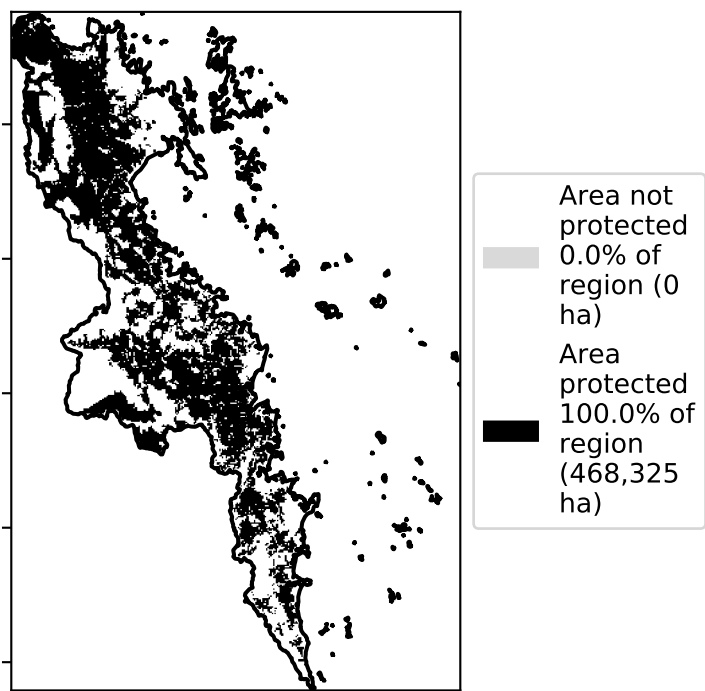 Area not
protected
0.0% of
region (0
ha)
Area
protected
100.0% of
region
(468,325
ha)